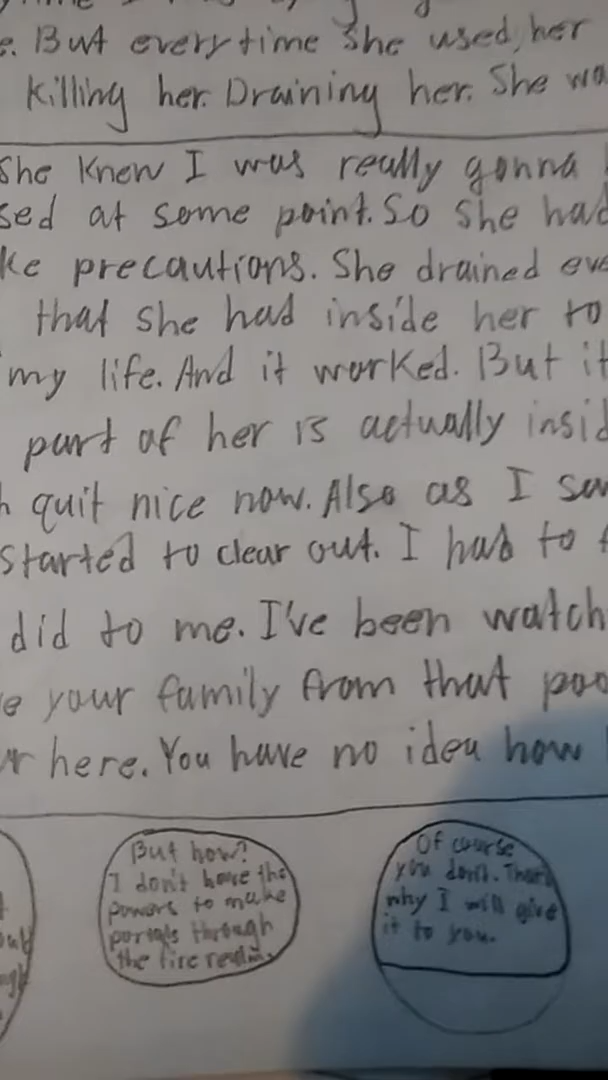 e. But everytime She used her
Killing her. Draining her. She wa
She Knew I was really gonna
sed at some point. So She had
ke precautions. She drained eve
that She had inside her to
my life. And it worked. But it
part of her is actually insid
h quit nice now. Also as I saw
started to clear out. I had to
did to me. I've been watch
e your family from that poo
ur here. You have no idea how
But how?
I don't have the
powers to make
portals through
the fire realm.
Of course
you don't. That's
why I will give
it to you.